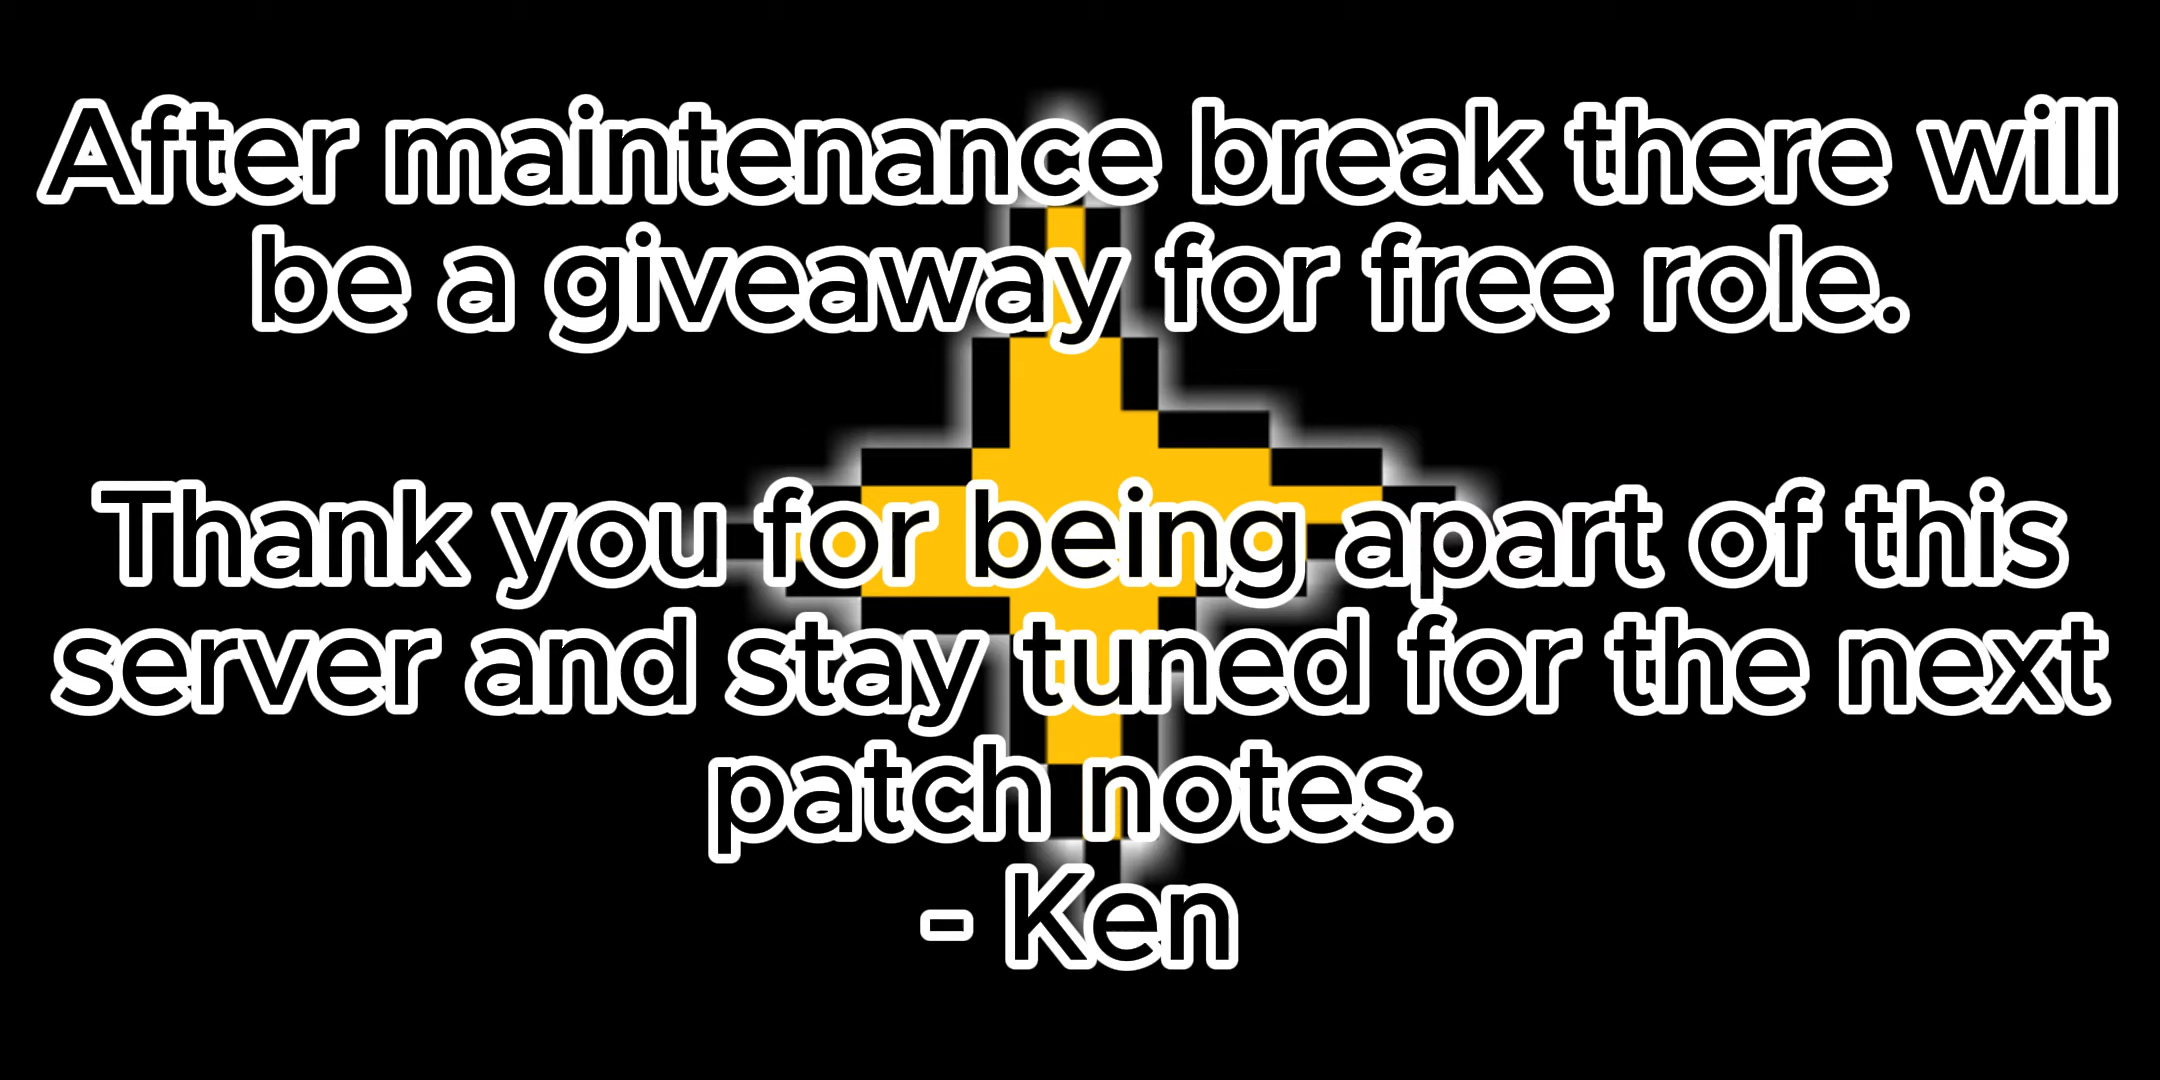 After maintenance break there will
be a giveaway for free role.
Thank you for being apart of this
server and stay tuned for the next
patch notes.
- Ken